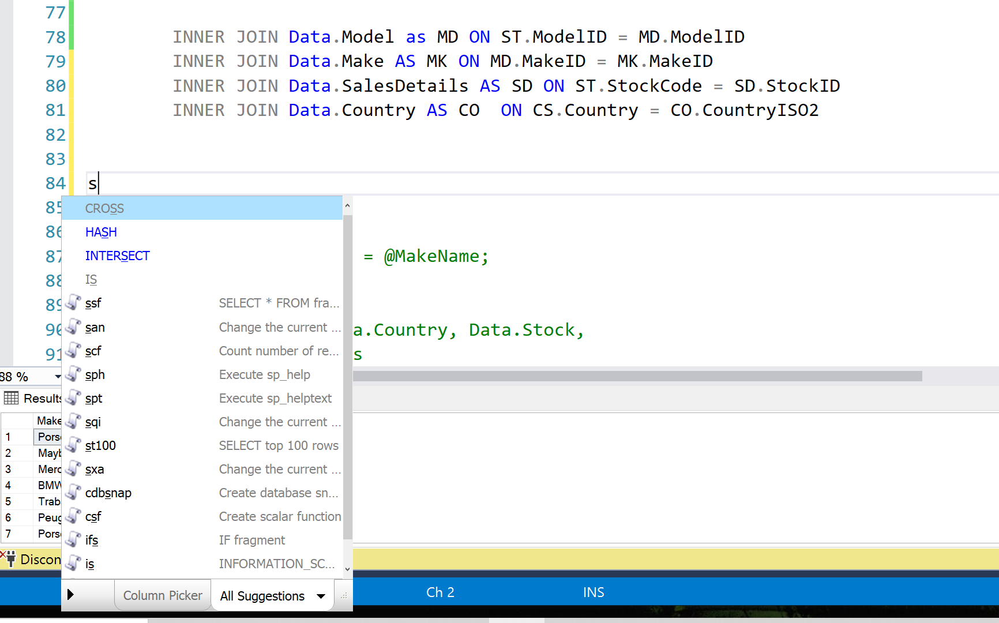 77
78 INNER JOIN Data.Model as MD ON ST.ModelID = MD.ModelID
79 INNER JOIN Data.Make AS MK ON MD.MakeID = MK.MakeID
80 INNER JOIN Data.SalesDetails AS SD ON ST.StockCode = SD.StockID
81 INNER JOIN Data.Country AS CO  ON CS.Country = CO.CountryISO2
82
83
84 s
CROSS
HASH
87 = @MakeName;
INTERSECT
IS
ssf SELECT * FROM fra...
san Change the current ...
90 a.Country, Data.Stock,
scf Count number of re...
91 s
88 % sph Execute sp_help
Results spt Execute sp_helptext
Make sqi Change the current ...
1 Pors
st100 SELECT top 100 rows
2 Mayb
3 Merc sxa Change the current ...
4 BMW cdbsnap Create database sn...
5 Trab
6 Peug csf Create scalar function
7 Pors ifs IF fragment
Discon is INFORMATION_SC...
Column Picker All Suggestions Ch 2 INS